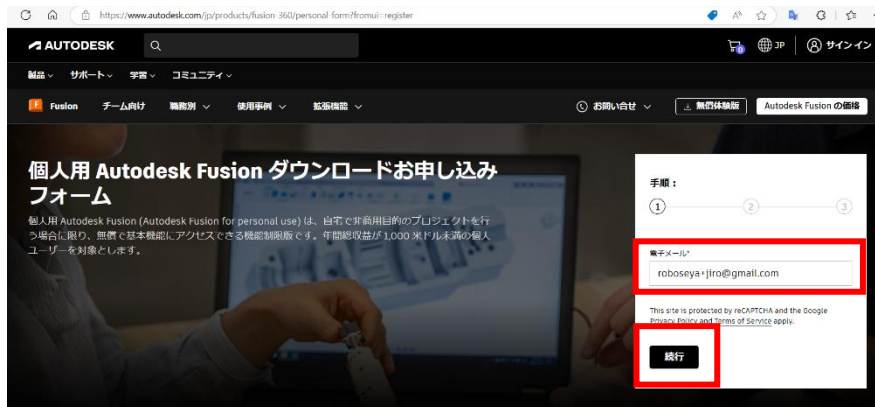 https://www.autodesk.com/jp/products/fusion-360/personal-form?fromui=register
AUTODESK
JP
サインイン
製品 サポート 学習 コミュニティ
Fusion チーム向け 職務別 使用事例 拡張機能 お問い合せ 無償体験版 Autodesk Fusion の価格
個人用 Autodesk Fusion ダウンロードお申し込み
フォーム
個人用 Autodesk Fusion (Autodesk Fusion for personal use) は、自宅で非商用目的のプロジェクトを行
う場合に限り、無償で基本機能にアクセスできる機能制限版です。年間総収益が 1,000 米ドル未満の個人
ユーザーを対象とします。
手順：
1 2 3
電子メール*
roboseya+jiro@gmail.com
This site is protected by reCAPTCHA and the Google
Privacy Policy and Terms of Service apply.
続行